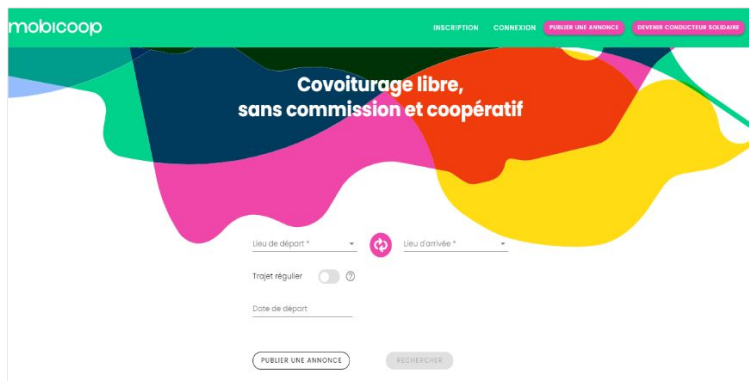 mobicoop
INSCRIPTION CONNEXION PUBLIER UNE ANNONCE DEVENIR CONDUCTEUR SOLIDAIRE
Covoiturage libre,
sans commission et coopératif
Lieu de départ * Lieu d'arrivée *
Trajet régulier
Date de départ
PUBLIER UNE ANNONCE RECHERCHER